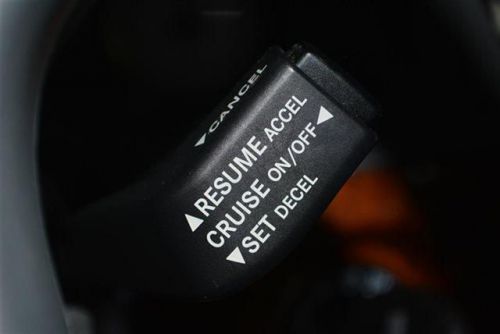 ◀ CANCEL
▲ RESUME ACCEL
CRUISE ON/OFF ◀
▼ SET DECEL